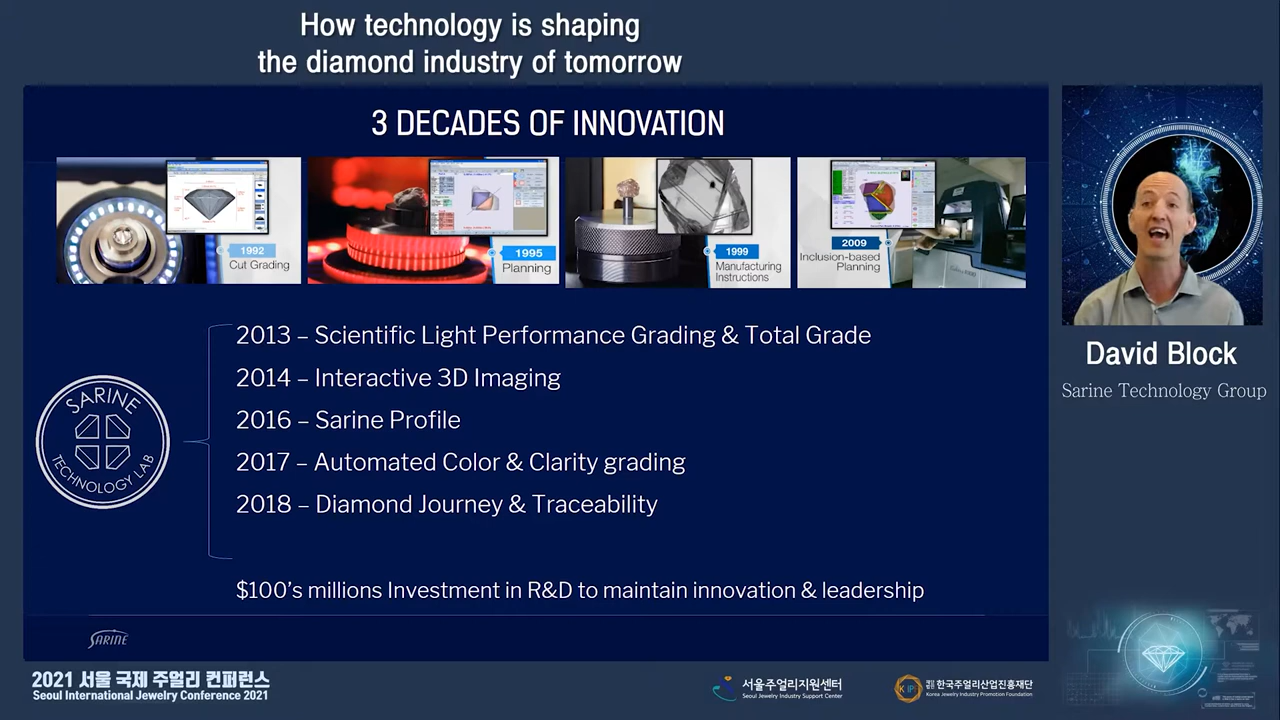 How technology is shaping
the diamond industry of tomorrow
3 DECADES OF INNOVATION
1992
Cut Grading
1995
Planning
1999
Manufacturing
Instructions
2009
Inclusion-based
Planning
2013 – Scientific Light Performance Grading & Total Grade
2014 – Interactive 3D Imaging
2016 – Sarine Profile
2017 – Automated Color & Clarity grading
2018 – Diamond Journey & Traceability
SARINE
TECHNOLOGY LAB
$100's millions Investment in R&D to maintain innovation & leadership
SARINE
David Block
Sarine Technology Group
2021 서울 국제 주얼리 컨퍼런스
Seoul International Jewelry Conference 2021
서울주얼리지원센터
Seoul Jewelry Industry Support Center
재단법인 한국주얼리산업진흥재단
Korea Jewelry Industry Promotion Foundation